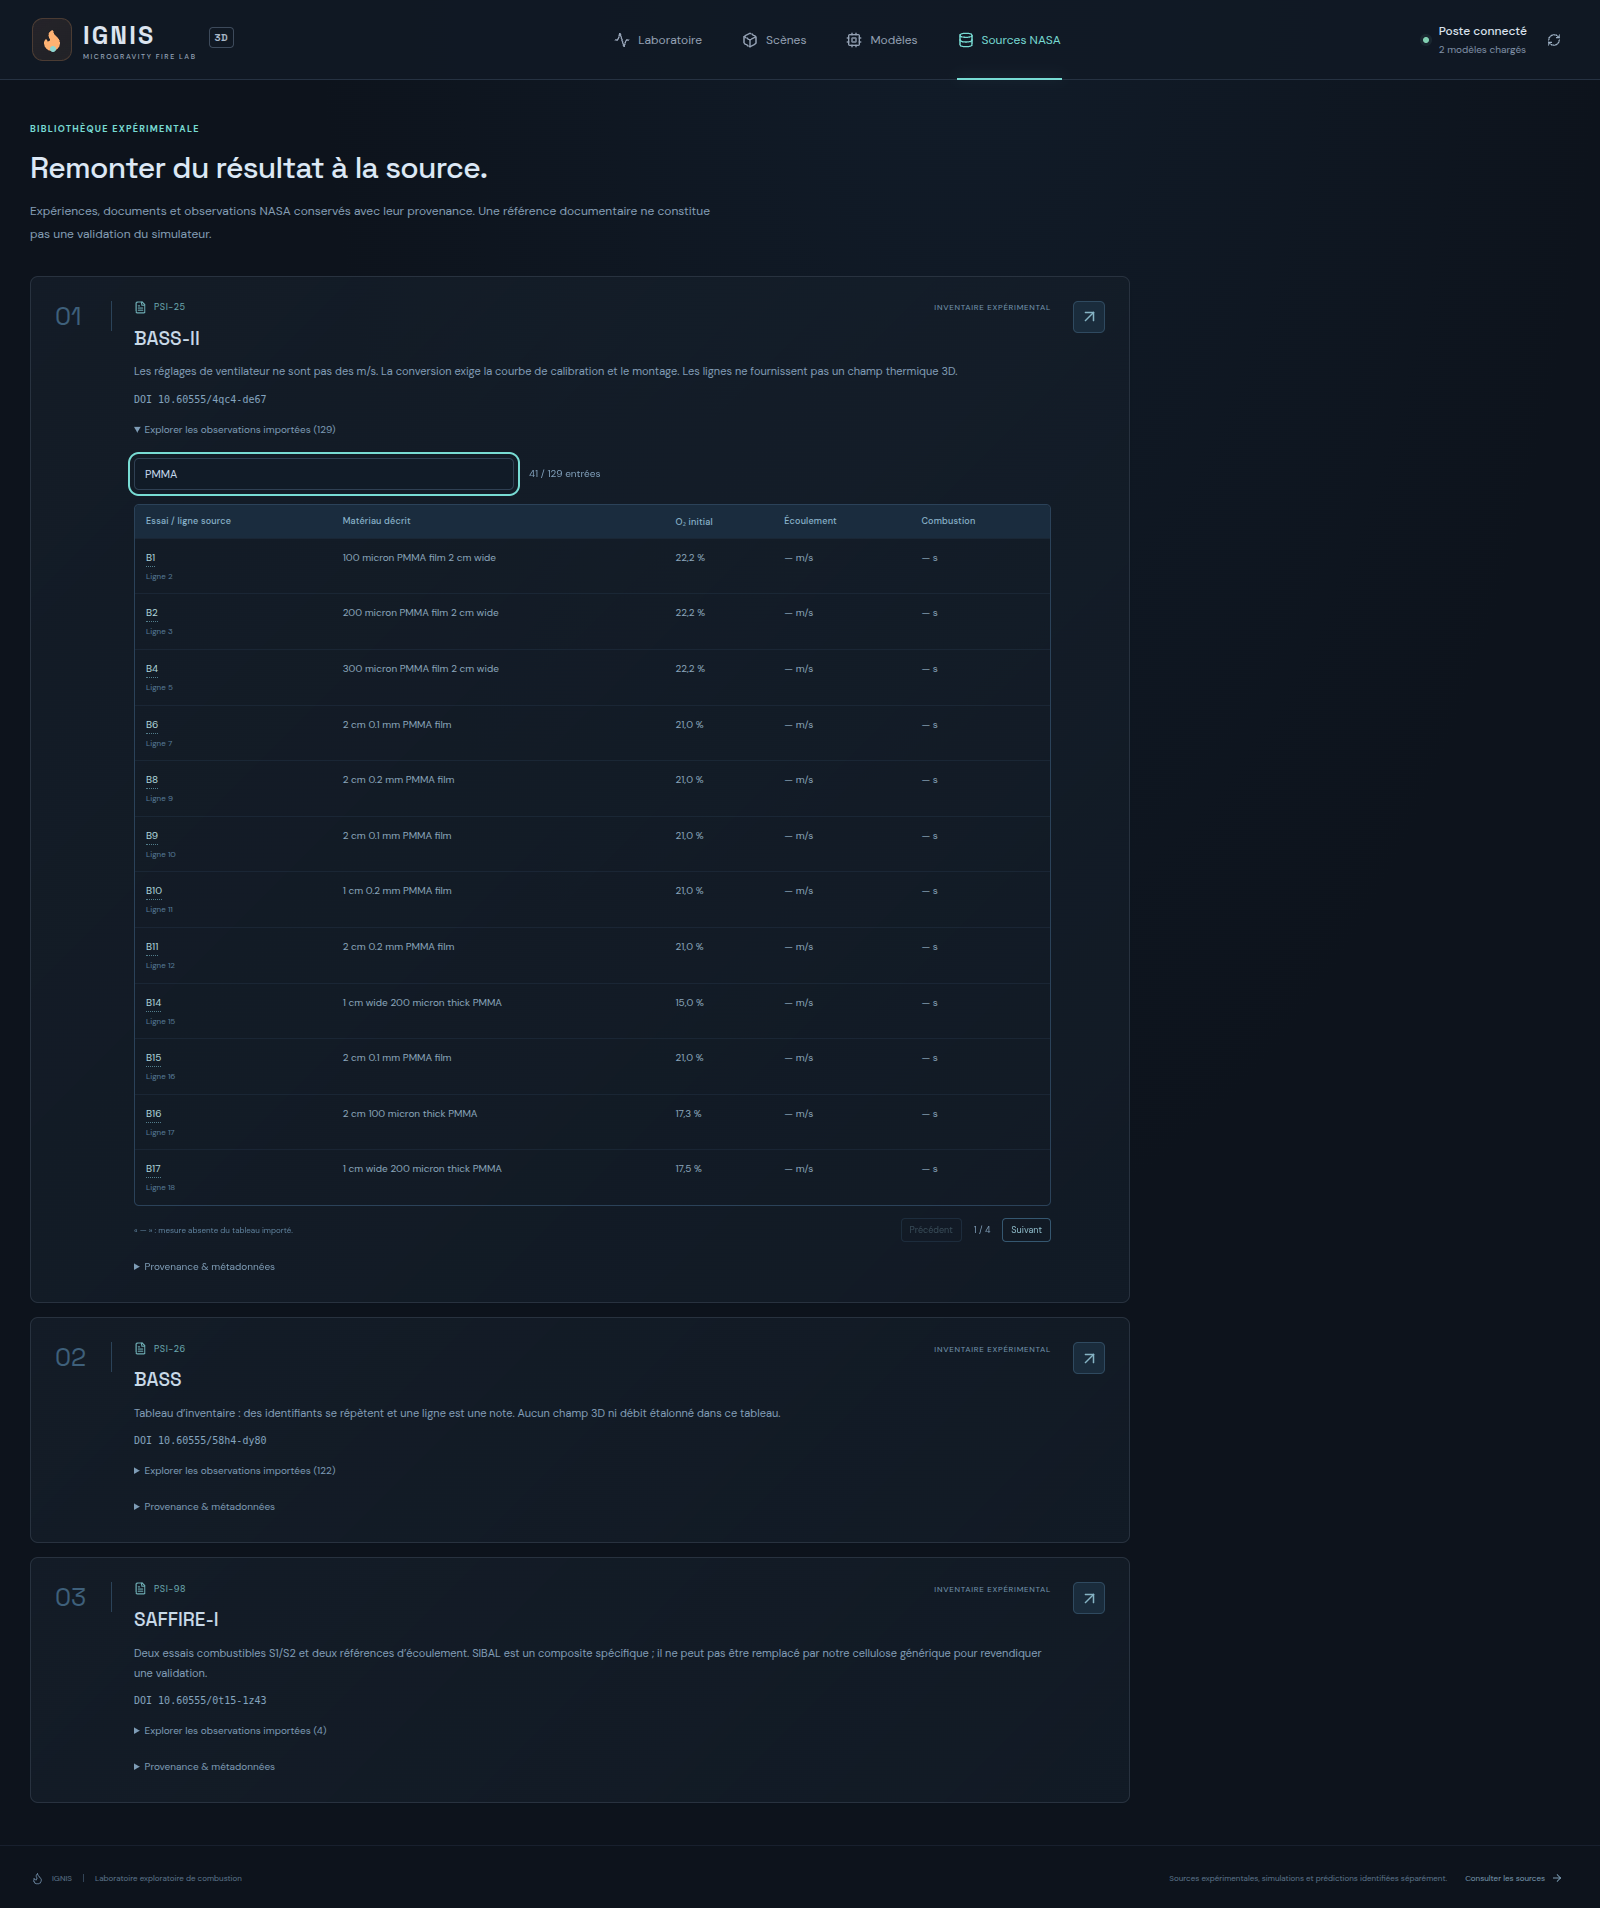 IGNIS
MICROGRAVITY FIRE LAB
3D
Laboratoire
Scènes
Modèles
Sources NASA
Poste connecté
2 modèles chargés
BIBLIOTHÈQUE EXPÉRIMENTALE
Remonter du résultat à la source.
Expériences, documents et observations NASA conservés avec leur provenance. Une référence documentaire ne constitue
pas une validation du simulateur.
01
PSI-25
INVENTAIRE EXPÉRIMENTAL
BASS-II
Les réglages de ventilateur ne sont pas des m/s. La conversion exige la courbe de calibration et le montage. Les lignes ne fournissent pas un champ thermique 3D.
DOI 10.60555/4qc4-de67
▼ Explorer les observations importées (129)
PMMA
41 / 129 entrées
Essai / ligne source Matériau décrit O₂ initial Écoulement Combustion
B1 100 micron PMMA film 2 cm wide 22,2 % — m/s — s
Ligne 2
B2 200 micron PMMA film 2 cm wide 22,2 % — m/s — s
Ligne 3
B4 300 micron PMMA film 2 cm wide 22,2 % — m/s — s
Ligne 5
B6 2 cm 0.1 mm PMMA film 21,0 % — m/s — s
Ligne 7
B8 2 cm 0.2 mm PMMA film 21,0 % — m/s — s
Ligne 9
B9 2 cm 0.1 mm PMMA film 21,0 % — m/s — s
Ligne 10
B10 1 cm 0.2 mm PMMA film 21,0 % — m/s — s
Ligne 11
B11 2 cm 0.2 mm PMMA film 21,0 % — m/s — s
Ligne 12
B14 1 cm wide 200 micron thick PMMA 15,0 % — m/s — s
Ligne 15
B15 2 cm 0.1 mm PMMA film 21,0 % — m/s — s
Ligne 16
B16 2 cm 100 micron thick PMMA 17,3 % — m/s — s
Ligne 17
B17 1 cm wide 200 micron thick PMMA 17,5 % — m/s — s
Ligne 18
« — » : mesure absente du tableau importé.
Précédent 1 / 4 Suivant
▶ Provenance & métadonnées
02
PSI-26
INVENTAIRE EXPÉRIMENTAL
BASS
Tableau d'inventaire : des identifiants se répètent et une ligne est une note. Aucun champ 3D ni débit étalonné dans ce tableau.
DOI 10.60555/58h4-dy80
▶ Explorer les observations importées (122)
▶ Provenance & métadonnées
03
PSI-98
INVENTAIRE EXPÉRIMENTAL
SAFFIRE-I
Deux essais combustibles S1/S2 et deux références d'écoulement. SIBAL est un composite spécifique ; il ne peut pas être remplacé par notre cellulose générique pour revendiquer
une validation.
DOI 10.60555/0t15-1z43
▶ Explorer les observations importées (4)
▶ Provenance & métadonnées
IGNIS | Laboratoire exploratoire de combustion
Sources expérimentales, simulations et prédictions identifiées séparément.
Consulter les sources →